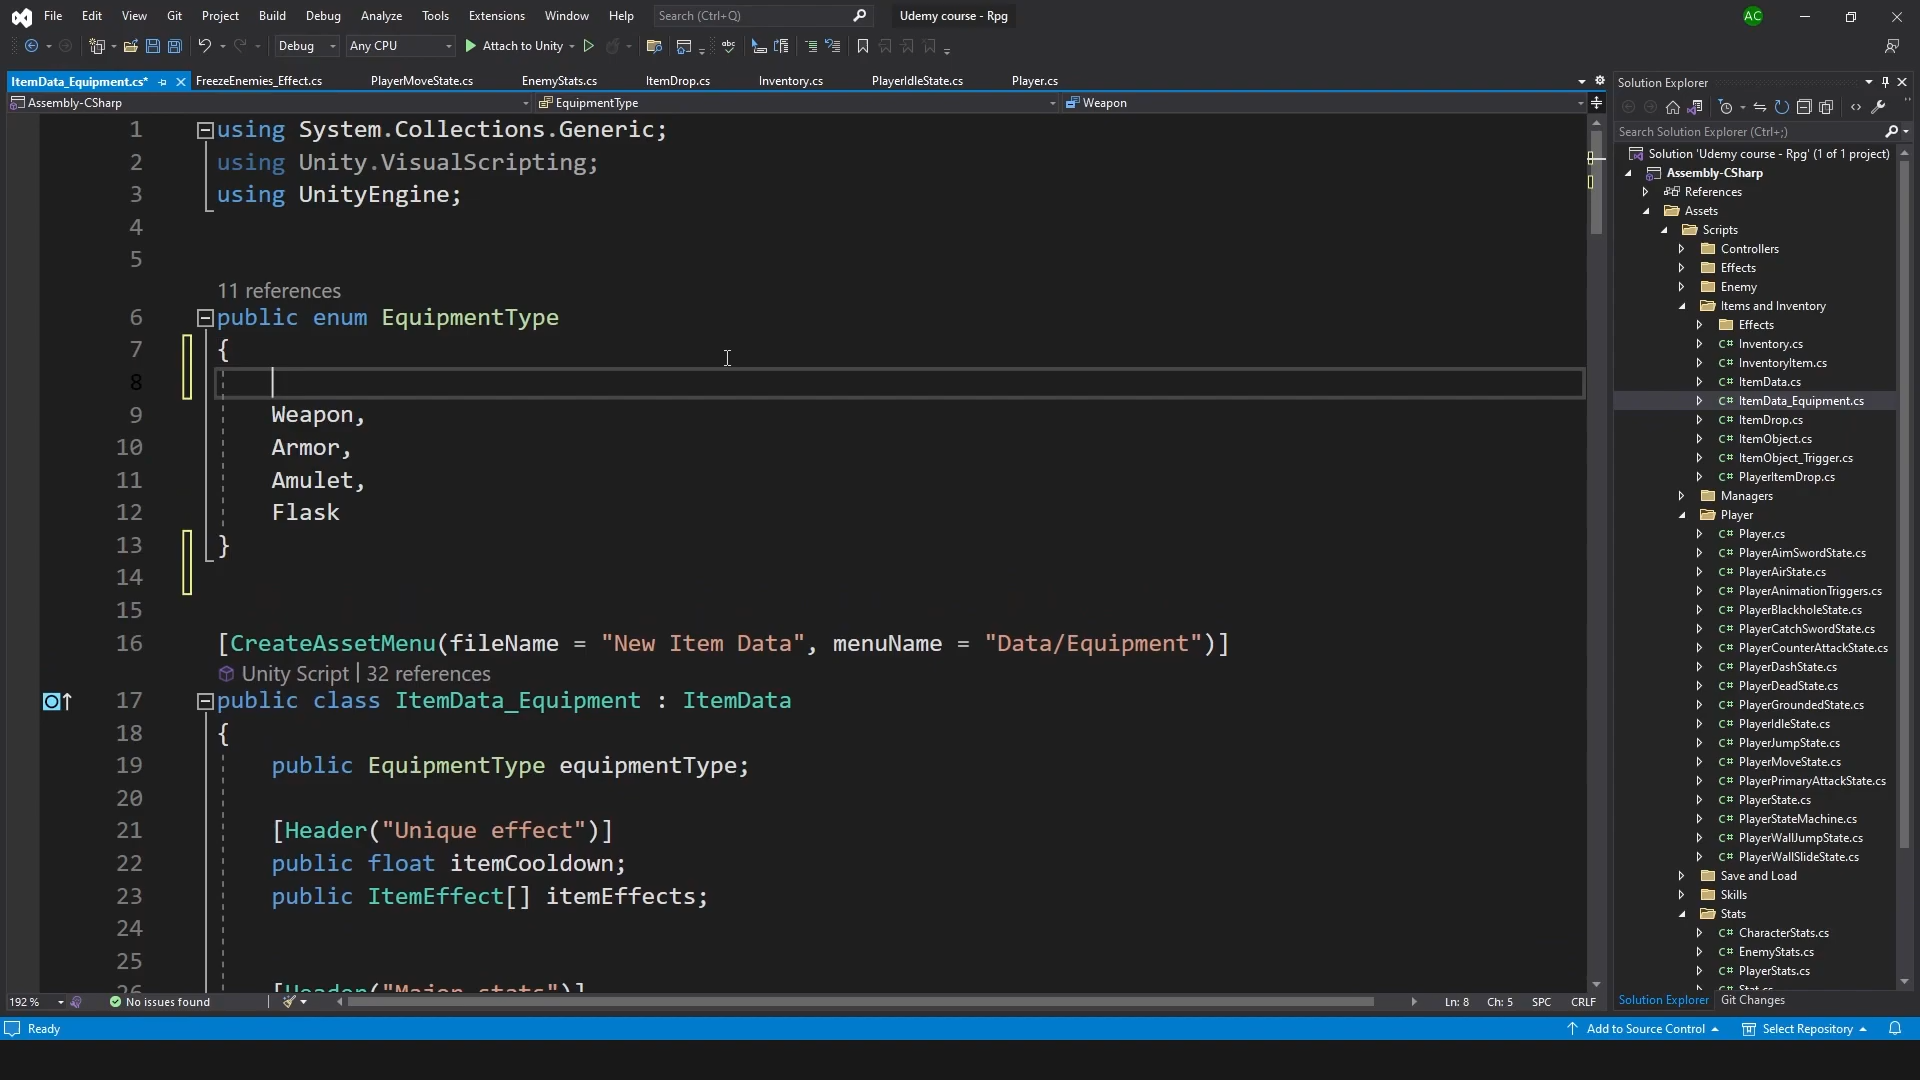 File Edit View Git Project Build Debug Analyze Tools Extensions Window Help Search (Ctrl+Q) Udemy course - Rpg AC
Debug Any CPU Attach to Unity
ItemData_Equipment.cs* FreezeEnemies_Effect.cs PlayerMoveState.cs EnemyStats.cs ItemDrop.cs Inventory.cs PlayerIdleState.cs Player.cs
Assembly-CSharp EquipmentType Weapon
1 using System.Collections.Generic;
2 using Unity.VisualScripting;
3 using UnityEngine;
4
5
11 references
6 public enum EquipmentType
7 {
8
9 Weapon,
10 Armor,
11 Amulet,
12 Flask
13 }
14
15
16 [CreateAssetMenu(fileName = "New Item Data", menuName = "Data/Equipment")]
Unity Script | 32 references
17 public class ItemData_Equipment : ItemData
18 {
19 public EquipmentType equipmentType;
20
21 [Header("Unique effect")]
22 public float itemCooldown;
23 public ItemEffect[] itemEffects;
24
25
26 [Header("Major stats")]
192 % No issues found Ln: 8 Ch: 5 SPC CRLF
Solution Explorer
Search Solution Explorer (Ctrl+;)
Solution 'Udemy course - Rpg' (1 of 1 project)
Assembly-CSharp
References
Assets
Scripts
Controllers
Effects
Enemy
Items and Inventory
Effects
C# Inventory.cs
C# InventoryItem.cs
C# ItemData.cs
C# ItemData_Equipment.cs
C# ItemDrop.cs
C# ItemObject.cs
C# ItemObject_Trigger.cs
C# PlayerItemDrop.cs
Managers
Player
C# Player.cs
C# PlayerAimSwordState.cs
C# PlayerAirState.cs
C# PlayerAnimationTriggers.cs
C# PlayerBlackholeState.cs
C# PlayerCatchSwordState.cs
C# PlayerCounterAttackState.cs
C# PlayerDashState.cs
C# PlayerDeadState.cs
C# PlayerGroundedState.cs
C# PlayerIdleState.cs
C# PlayerJumpState.cs
C# PlayerMoveState.cs
C# PlayerPrimaryAttackState.cs
C# PlayerState.cs
C# PlayerStateMachine.cs
C# PlayerWallJumpState.cs
C# PlayerWallSlideState.cs
Save and Load
Skills
Stats
C# CharacterStats.cs
C# EnemyStats.cs
C# PlayerStats.cs
C# Stat.cs
Solution Explorer Git Changes
Ready Add to Source Control Select Repository